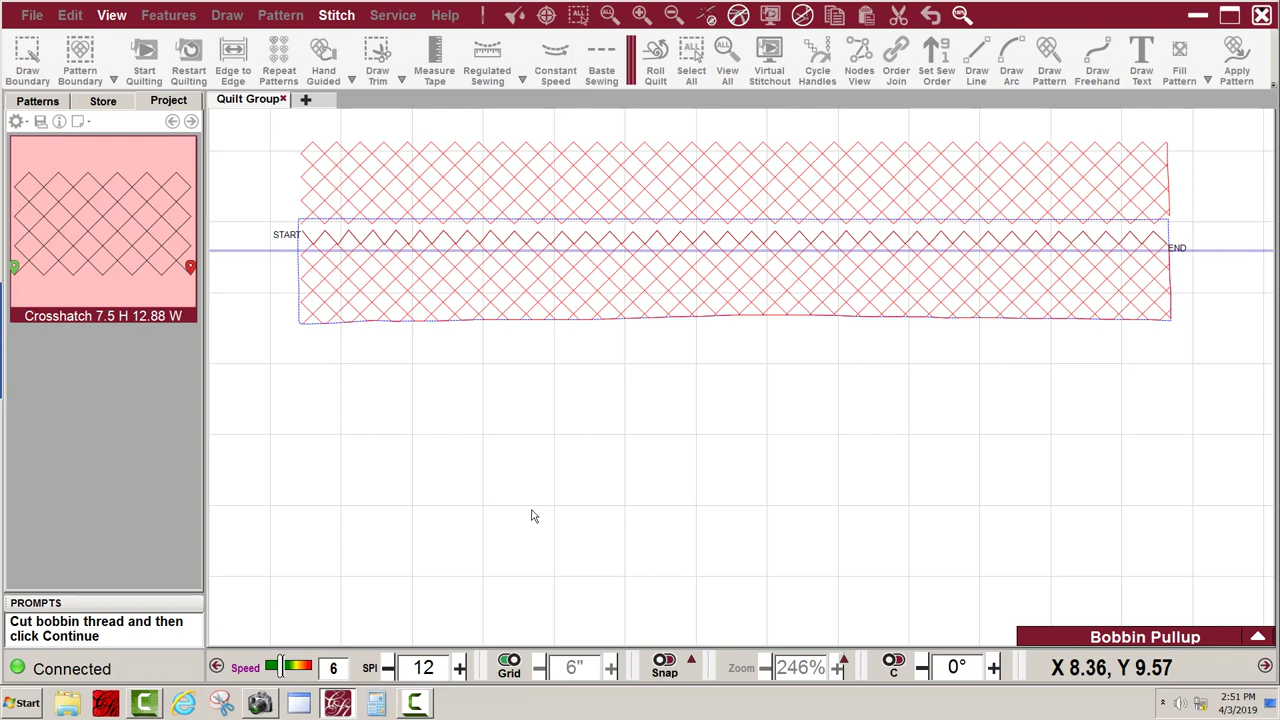 File Edit View Features Draw Pattern Stitch Service Help
Draw Boundary
Pattern Boundary
Start Quilting
Restart Quilting
Edge to Edge
Repeat Patterns
Hand Guided
Draw Trim
Measure Tape
Regulated Sewing
Constant Speed
Baste Sewing
Roll Quilt
Select All
View All
Virtual Stitchout
Cycle Handles
Nodes View
Order Join
Set Sew Order
Draw Line
Draw Arc
Draw Pattern
Draw Freehand
Draw Text
Fill Pattern
Apply Pattern
Patterns Store Project
Quilt Group
Crosshatch 7.5 H 12.88 W
START
END
PROMPTS
Cut bobbin thread and then
click Continue
Bobbin Pullup
Connected
Speed 6 SPI 12 Grid 6" Snap Zoom 246% C 0° X 8.36, Y 9.57
Start
2:51 PM
4/3/2019